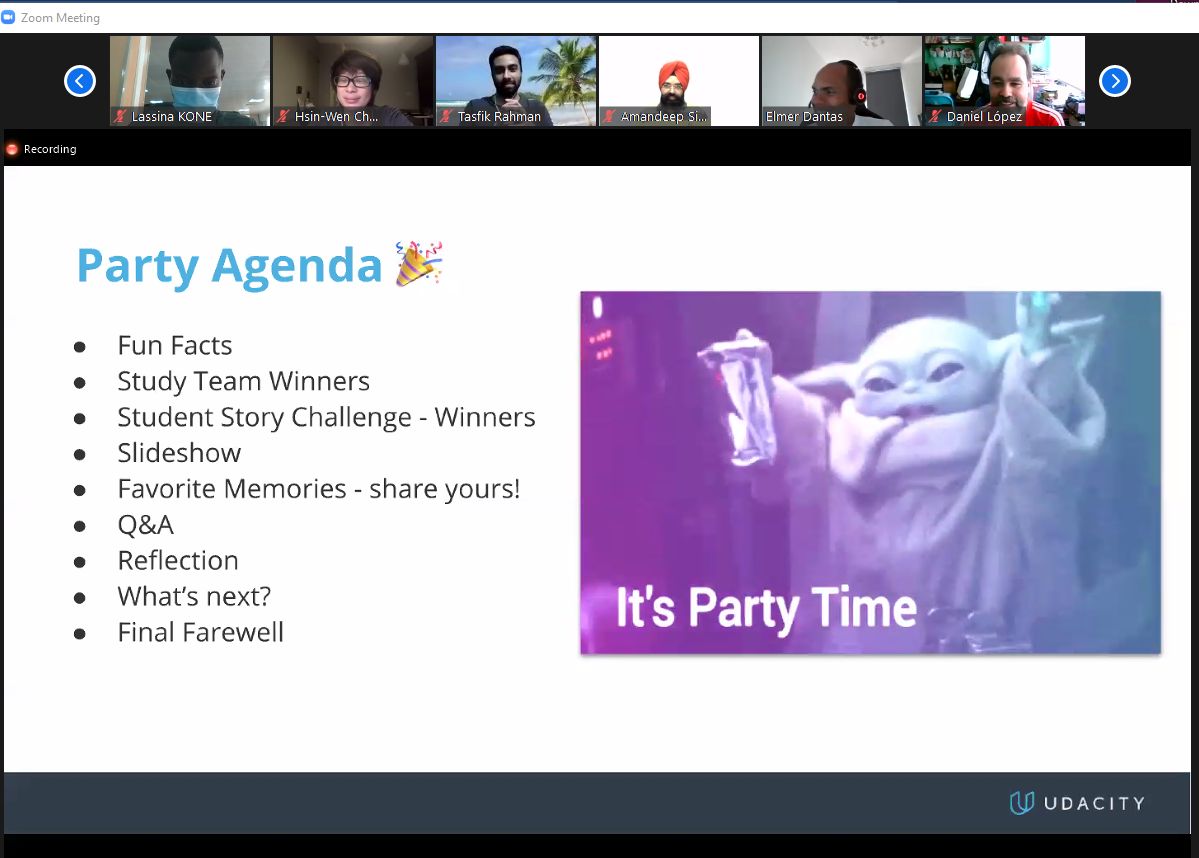 Zoom Meeting
Lassina KONE
Hsin-Wen Ch...
Tasfik Rahman
Amandeep Si...
Elmer Dantas
Daniel López
Recording
Party Agenda
Fun Facts
Study Team Winners
Student Story Challenge - Winners
Slideshow
Favorite Memories - share yours!
Q&A
Reflection
What’s next?
Final Farewell
It's Party Time
UDACITY